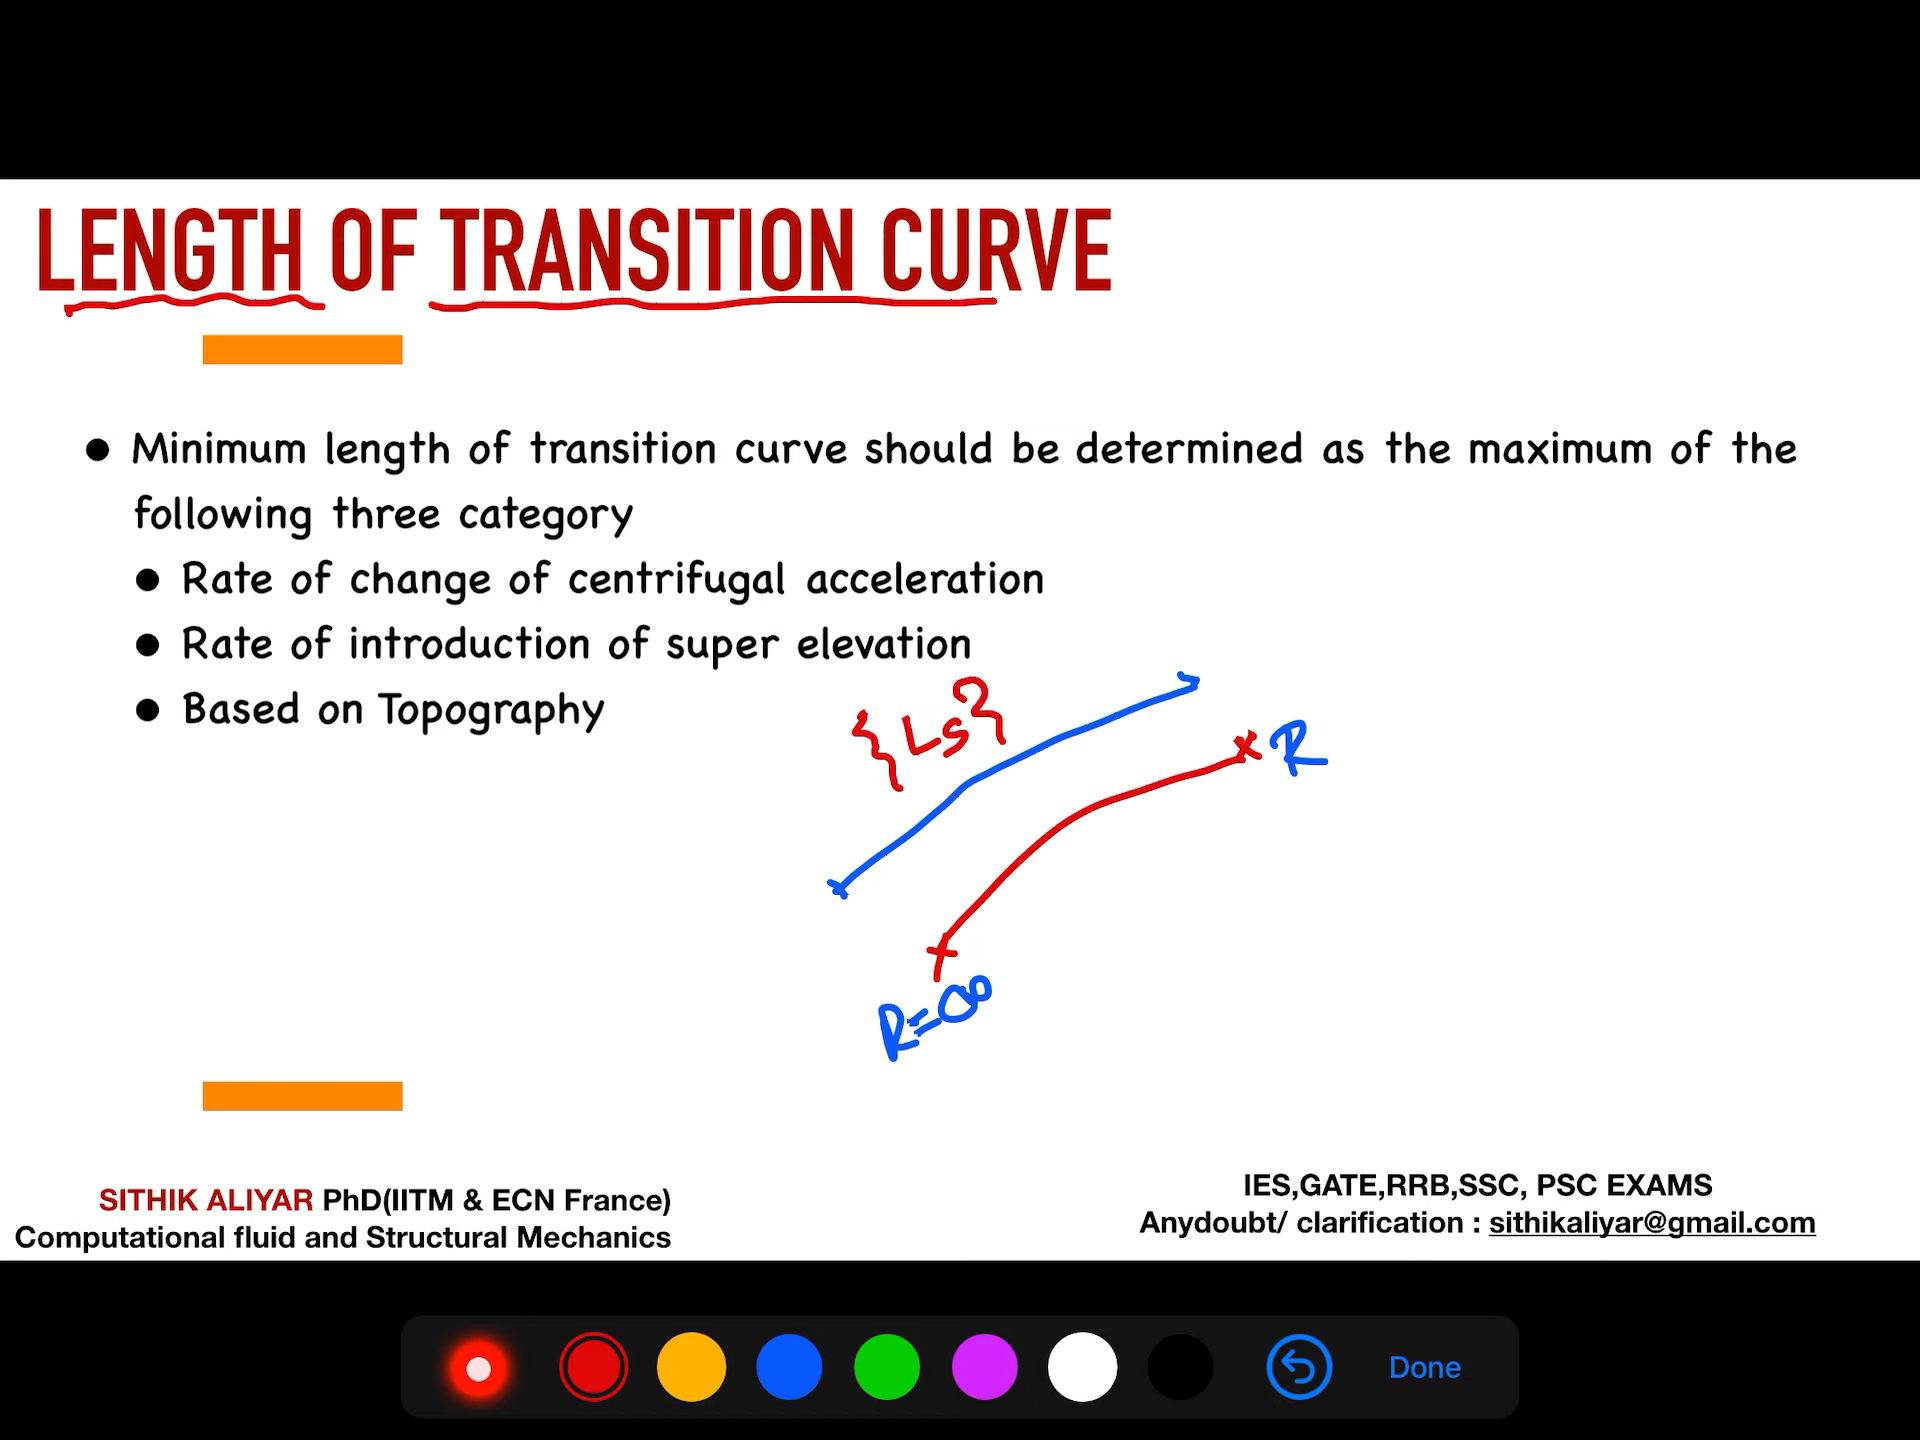 LENGTH OF TRANSITION CURVE
● Minimum length of transition curve should be determined as the maximum of the
following three category
● Rate of change of centrifugal acceleration
● Rate of introduction of super elevation
● Based on Topography
{Ls}
R
R=∞
SITHIK ALIYAR PhD(IITM & ECN France)
Computational fluid and Structural Mechanics
IES,GATE,RRB,SSC, PSC EXAMS
Anydoubt/ clarification : sithikaliyar@gmail.com
Done